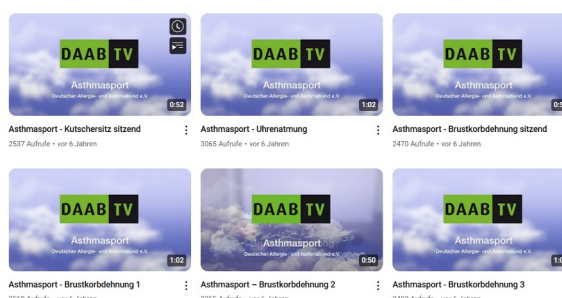 DAAB TV
Asthmasport
Deutscher Allergie- und Asthmabund e.V.
0:52
DAAB TV
Asthmasport
Deutscher Allergie- und Asthmabund e.V.
1:02
DAAB TV
Asthmasport
Deutscher Allergie- und Asthmabund e.V.
Asthmasport - Kutschersitz sitzend
2537 Aufrufe • vor 6 Jahren
Asthmasport - Uhrenatmung
3065 Aufrufe • vor 6 Jahren
Asthmasport - Brustkorbdehnung sitzend
2470 Aufrufe • vor 6 Jahren
DAAB TV
Asthmasport
Deutscher Allergie- und Asthmabund e.V.
1:02
DAAB TV
Asthmasport
Deutscher Allergie- und Asthmabund e.V.
0:50
DAAB TV
Asthmasport
Deutscher Allergie- und Asthmabund e.V.
Asthmasport - Brustkorbdehnung 1
Asthmasport – Brustkorbdehnung 2
Asthmasport - Brustkorbdehnung 3